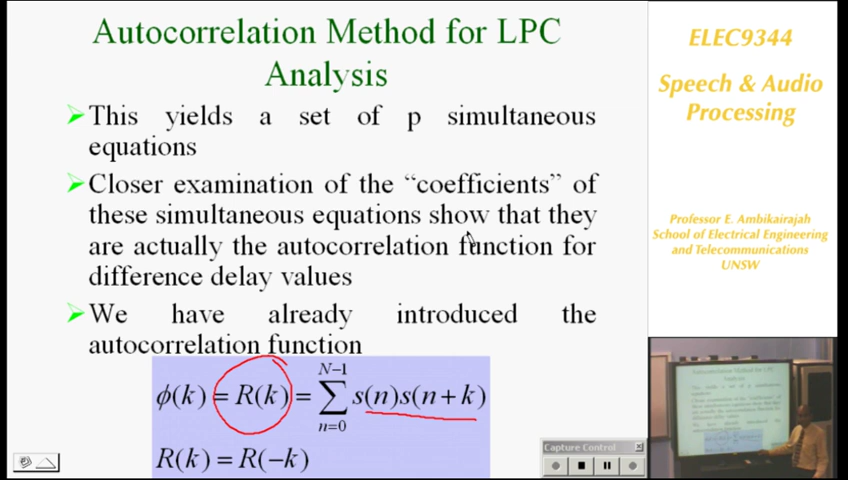 Autocorrelation Method for LPC
Analysis
This yields a set of p simultaneous
equations
Closer examination of the “coefficients” of
these simultaneous equations show that they
are actually the autocorrelation function for
difference delay values
We have already introduced the
autocorrelation function
ϕ(k) = R(k) = ∑_{n=0}^{N−1} s(n)s(n+k)
R(k) = R(−k)
ELEC9344
Speech & Audio
Processing
Professor E. Ambikairajah
School of Electrical Engineering
and Telecommunications
UNSW
Capture Control